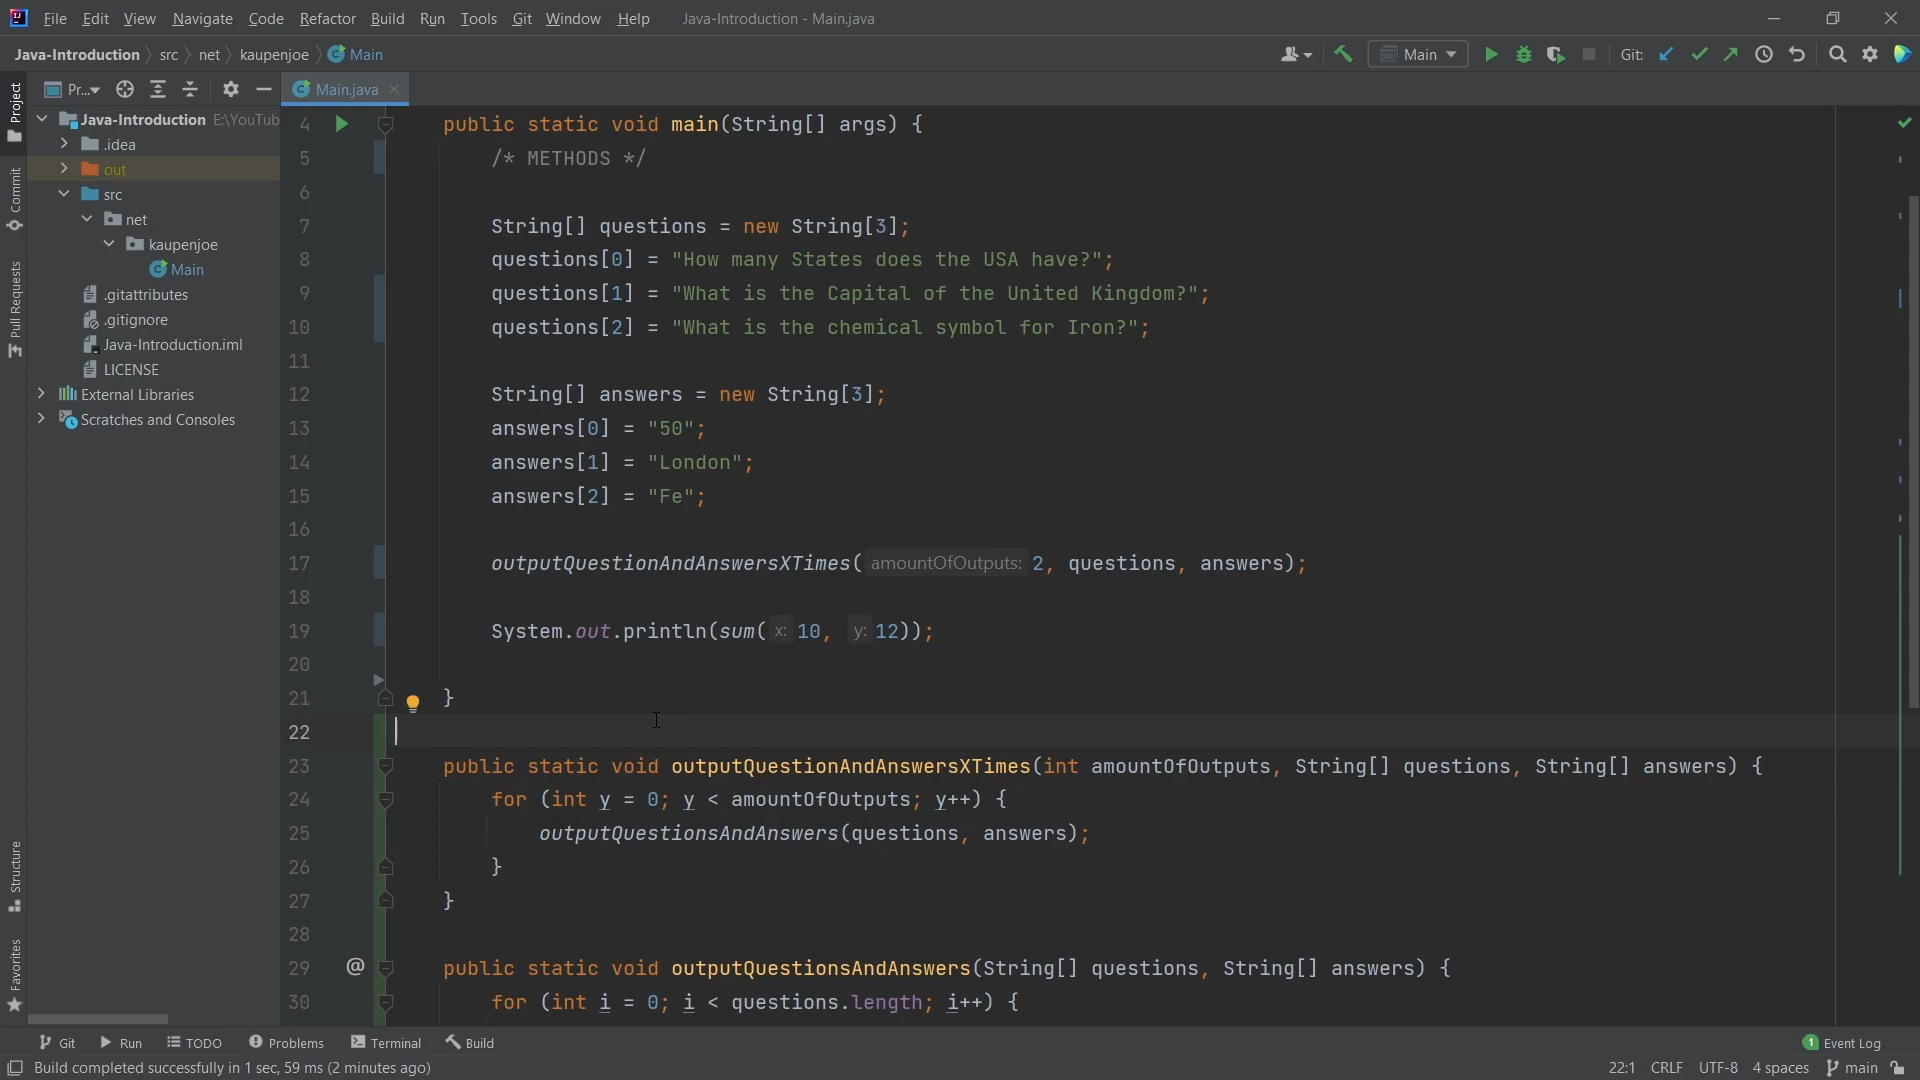 File Edit View Navigate Code Refactor Build Run Tools Git Window Help Java-Introduction - Main.java
Java-Introduction src net kaupenjoe Main Main Git:
Pr... Main.java
Project
Commit
Pull Requests
Structure
Favorites
Java-Introduction E:\YouTub
.idea
out
src
net
kaupenjoe
Main
.gitattributes
.gitignore
Java-Introduction.iml
LICENSE
External Libraries
Scratches and Consoles
4 public static void main(String[] args) {
5 /* METHODS */
6
7 String[] questions = new String[3];
8 questions[0] = "How many States does the USA have?";
9 questions[1] = "What is the Capital of the United Kingdom?";
10 questions[2] = "What is the chemical symbol for Iron?";
11
12 String[] answers = new String[3];
13 answers[0] = "50";
14 answers[1] = "London";
15 answers[2] = "Fe";
16
17 outputQuestionAndAnswersXTimes( amountOfOutputs: 2, questions, answers);
18
19 System.out.println(sum( x: 10, y: 12));
20
21 }
22
23 public static void outputQuestionAndAnswersXTimes(int amountOfOutputs, String[] questions, String[] answers) {
24 for (int y = 0; y < amountOfOutputs; y++) {
25 outputQuestionsAndAnswers(questions, answers);
26 }
27 }
28
29 @ public static void outputQuestionsAndAnswers(String[] questions, String[] answers) {
30 for (int i = 0; i < questions.length; i++) {
Git Run TODO Problems Terminal Build 1 Event Log
Build completed successfully in 1 sec, 59 ms (2 minutes ago) 22:1 CRLF UTF-8 4 spaces main